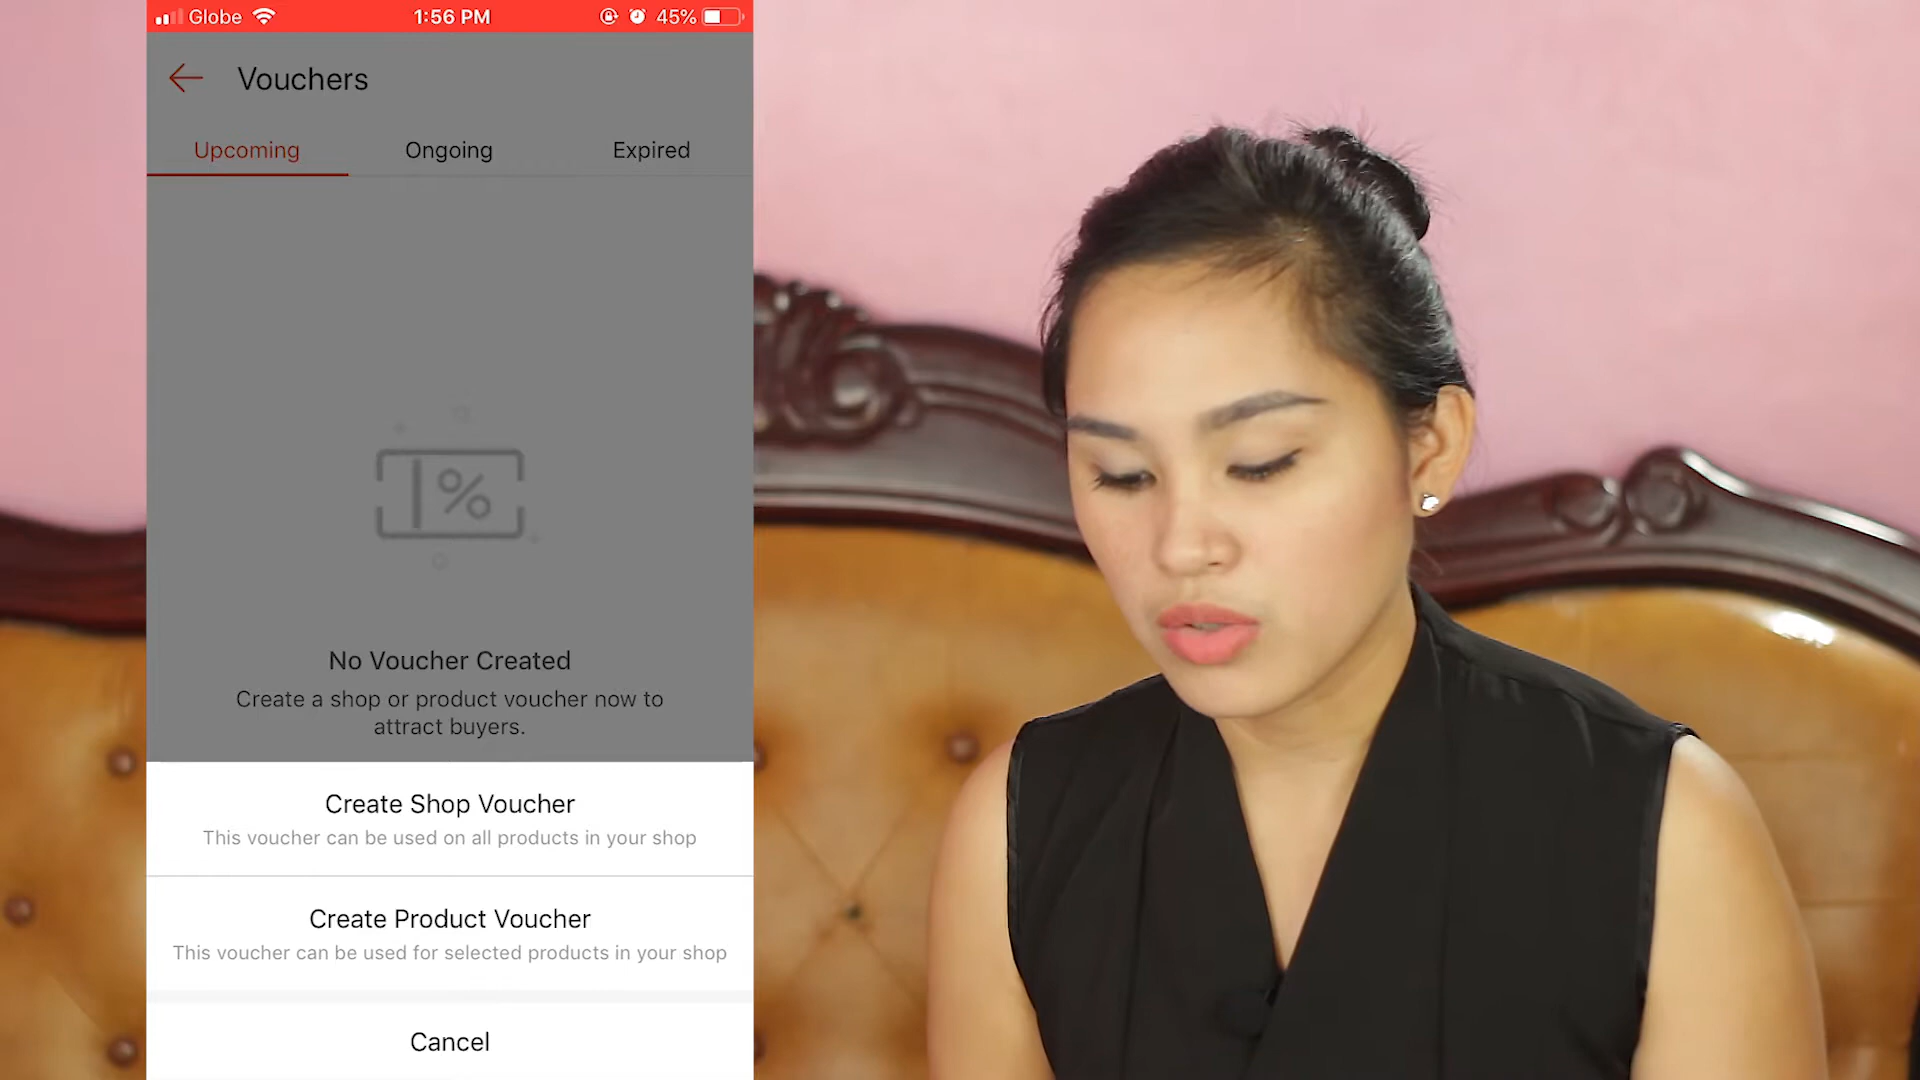 Globe 1:56 PM 45%
Vouchers
Upcoming Ongoing Expired
%
No Voucher Created
Create a shop or product voucher now to
attract buyers.
Create Shop Voucher
This voucher can be used on all products in your shop
Create Product Voucher
This voucher can be used for selected products in your shop
Cancel